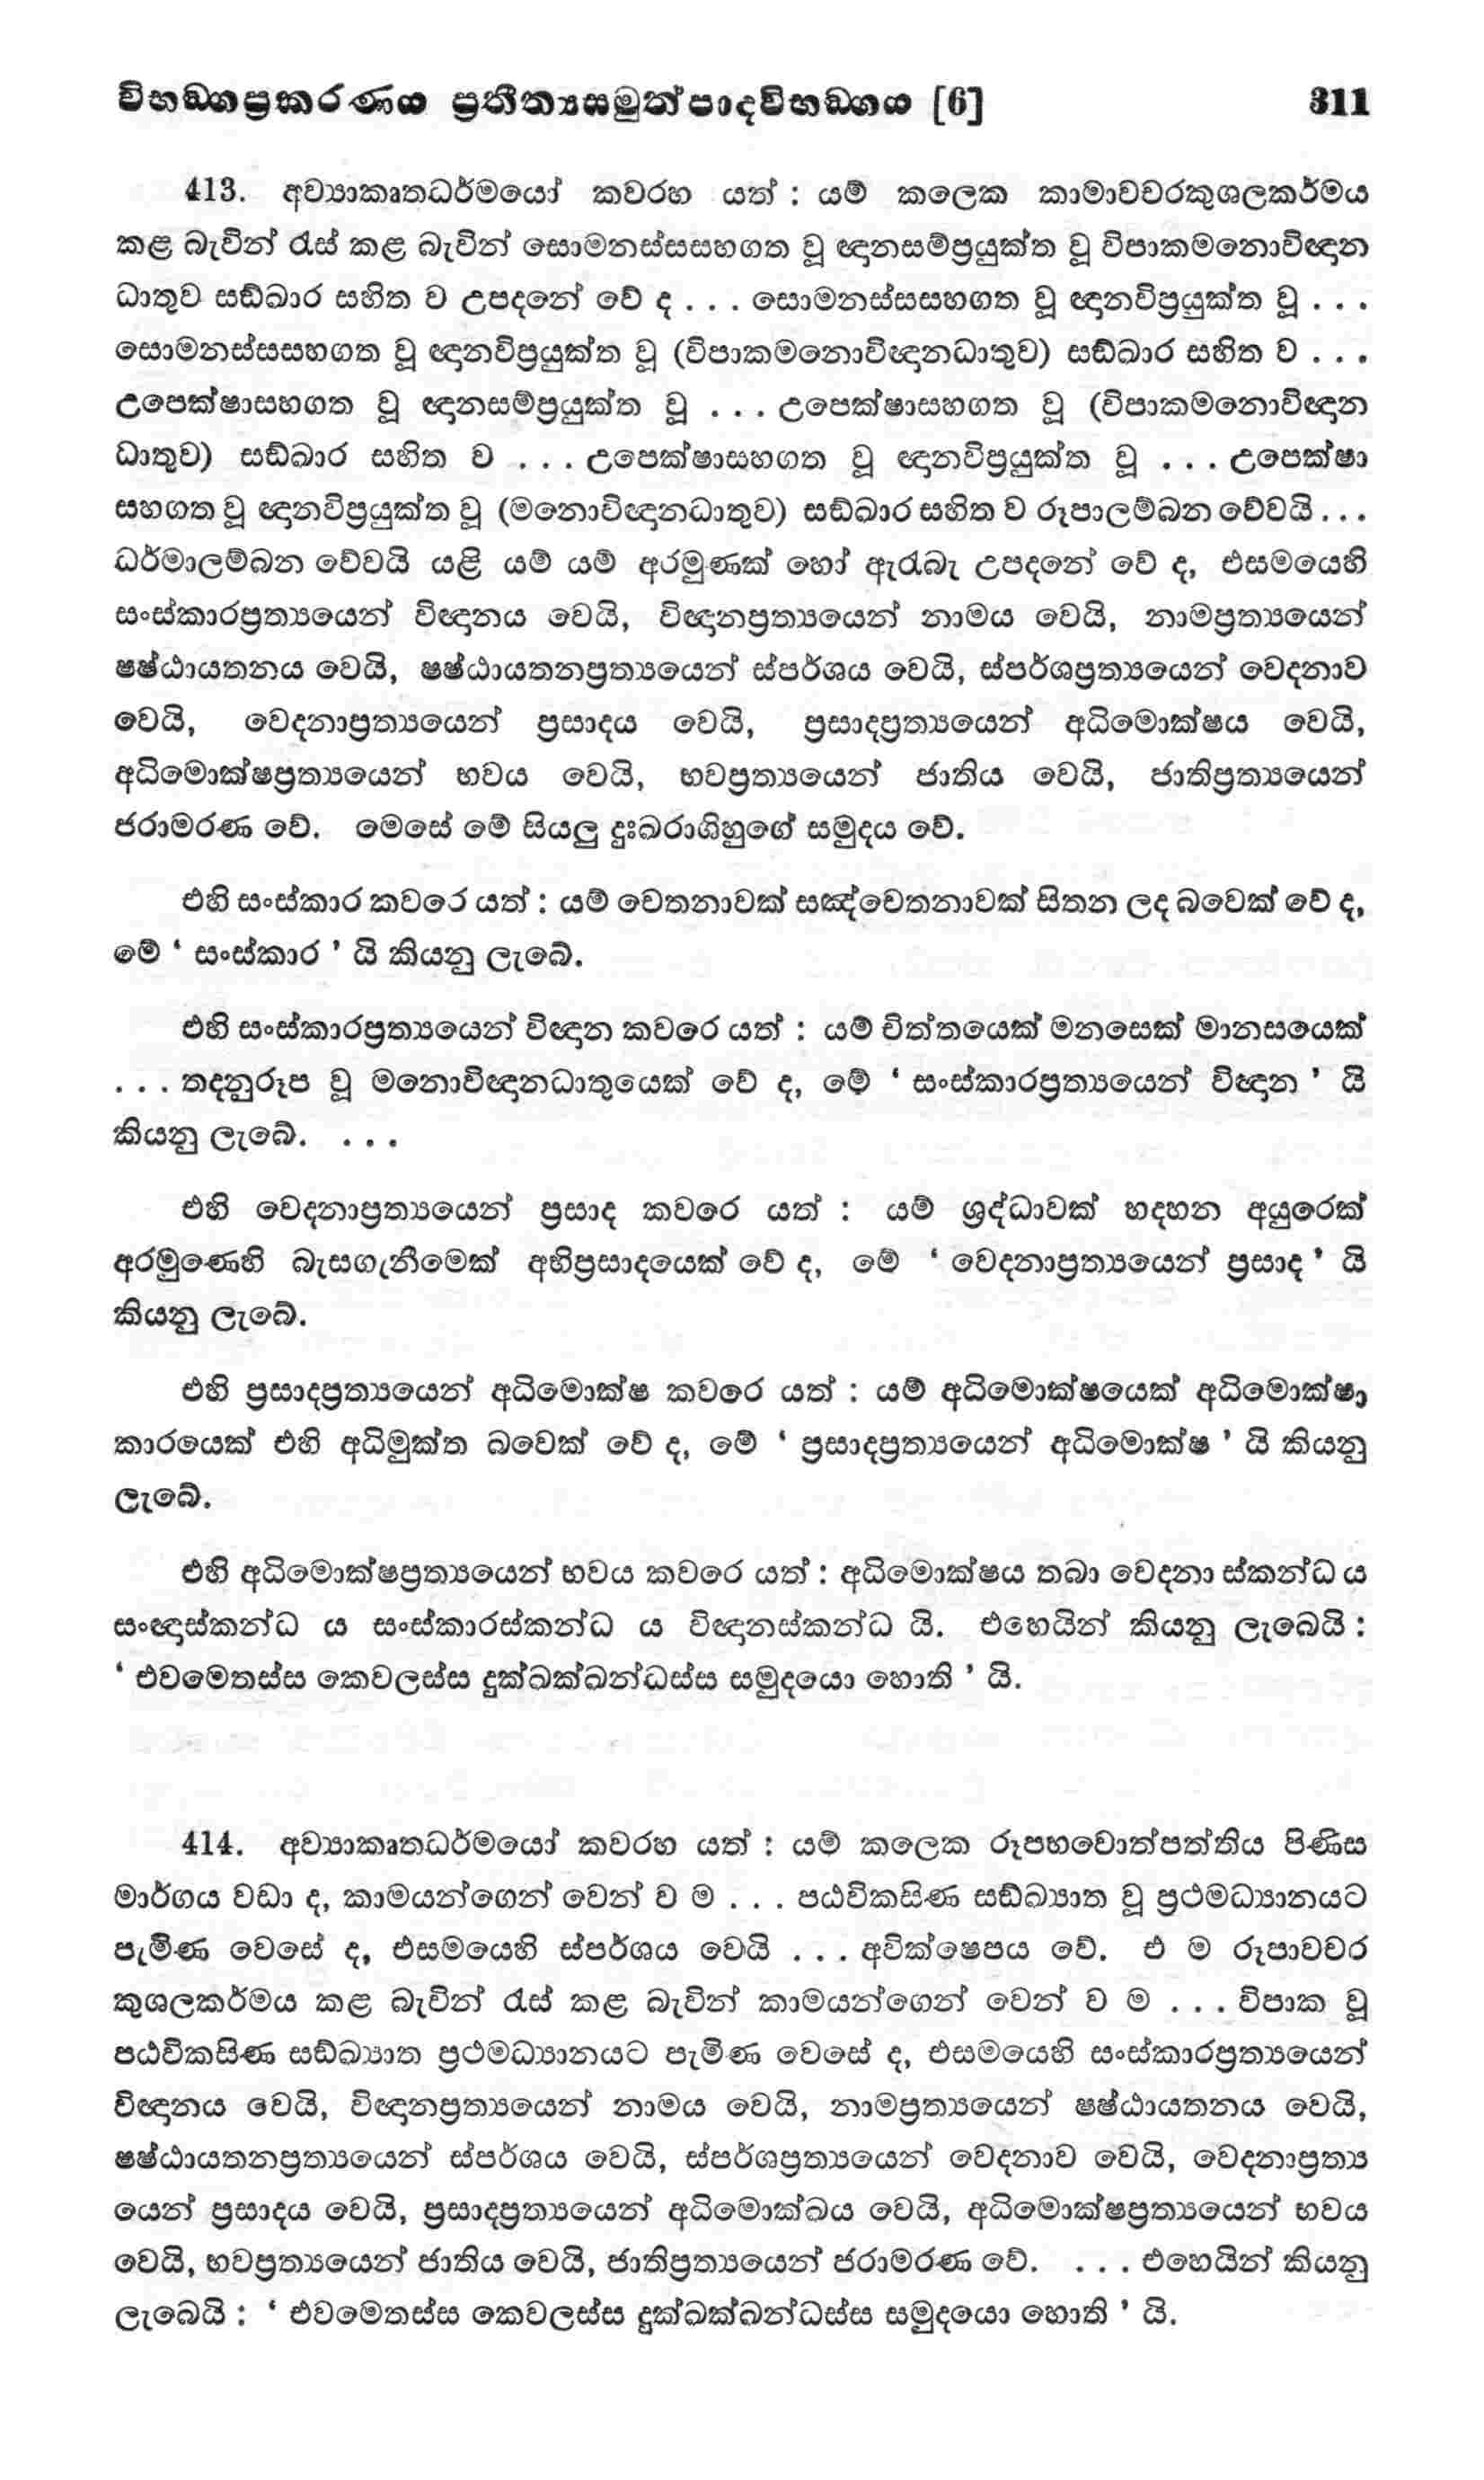 විභඞ්ගප්‍රකරණය ප්‍රතීත්‍යසමුත්පාදවිභඞ්ගය [6] 311
413. අව්‍යාකෘතධර්මයෝ කවරහ යත් : යම් කලෙක කාමාවචරකුශලකර්මය
කළ බැවින් රැස් කළ බැවින් සොමනස්සසහගත වූ ඥානසම්ප්‍රයුක්ත වූ විපාකමනොවිඥාන
ධාතුව සඞ්ඛාර සහිත ව උපදනේ වේ ද . . . සොමනස්සසහගත වූ ඥානවිප්‍රයුක්ත වූ . . .
සොමනස්සසහගත වූ ඥානවිප්‍රයුක්ත වූ (විපාකමනොවිඥානධාතුව) සඞ්ඛාර සහිත ව . . .
උපෙක්ෂාසහගත වූ ඥානසම්ප්‍රයුක්ත වූ . . . උපෙක්ෂාසහගත වූ (විපාකමනොවිඥාන
ධාතුව) සඞ්ඛාර සහිත ව . . . උපෙක්ෂාසහගත වූ ඥානවිප්‍රයුක්ත වූ . . . උපෙක්ෂා
සහගත වූ ඥානවිප්‍රයුක්ත වූ (මනොවිඥානධාතුව) සඞ්ඛාර සහිත ව රූපාලම්බන වේවයි . . .
ධර්මාලම්බන වේවයි යළි යම් යම් අරමුණක් හෝ ඇරැබැ උපදනේ වේ ද, එසමයෙහි
සංස්කාරප්‍රත්‍යයෙන් විඥානය වෙයි, විඥානප්‍රත්‍යයෙන් නාමය වෙයි, නාමප්‍රත්‍යයෙන්
ෂෂ්ඨායතනය වෙයි, ෂෂ්ඨායතනප්‍රත්‍යයෙන් ස්පර්ශය වෙයි, ස්පර්ශප්‍රත්‍යයෙන් වෙදනාව
වෙයි, වෙදනාප්‍රත්‍යයෙන් ප්‍රසාදය වෙයි, ප්‍රසාදප්‍රත්‍යයෙන් අධිමොක්ෂය වෙයි,
අධිමොක්ෂප්‍රත්‍යයෙන් භවය වෙයි, භවප්‍රත්‍යයෙන් ජාතිය වෙයි, ජාතිප්‍රත්‍යයෙන්
ජරාමරණ වේ. මෙසේ මේ සියලු දුඃඛරාශිහුගේ සමුදය වේ.
එහි සංස්කාර කවරෙ යත් : යම් චෙතනාවක් සඤ්චෙතනාවක් සිතන ලද බවෙක් වේ ද,
මේ ‘ සංස්කාර ’ යි කියනු ලැබේ.
එහි සංස්කාරප්‍රත්‍යයෙන් විඥාන කවරෙ යත් : යම් චිත්තයෙක් මනසෙක් මානසයෙක්
. . . තදනුරූප වූ මනොවිඥානධාතුයෙක් වේ ද, මේ ‘ සංස්කාරප්‍රත්‍යයෙන් විඥාන ’ යි
කියනු ලැබේ. . . .
එහි වෙදනාප්‍රත්‍යයෙන් ප්‍රසාද කවරෙ යත් : යම් ශ්‍රද්ධාවක් හදහන අයුරෙක්
අරමුණෙහි බැසගැනීමෙක් අභිප්‍රසාදයෙක් වේ ද, මේ ‘ වෙදනාප්‍රත්‍යයෙන් ප්‍රසාද ’ යි
කියනු ලැබේ.
එහි ප්‍රසාදප්‍රත්‍යයෙන් අධිමොක්ෂ කවරෙ යත් : යම් අධිමොක්ෂයෙක් අධිමොක්ෂා
කාරයෙක් එහි අධිමුක්ත බවෙක් වේ ද, මේ ‘ ප්‍රසාදප්‍රත්‍යයෙන් අධිමොක්ෂ ’ යි කියනු
ලැබේ.
එහි අධිමොක්ෂප්‍රත්‍යයෙන් භවය කවරෙ යත් : අධිමොක්ෂය තබා වෙදනා ස්කන්ධ ය
සංඥාස්කන්ධ ය සංස්කාරස්කන්ධ ය විඥානස්කන්ධ යි. එහෙයින් කියනු ලැබෙයි :
‘ එවමෙතස්ස කෙවලස්ස දුක්ඛක්ඛන්ධස්ස සමුදයො හොති ’ යි.
414. අව්‍යාකෘතධර්මයෝ කවරහ යත් : යම් කලෙක රූපභවොත්පත්තිය පිණිස
මාර්ගය වඩා ද, කාමයන්ගෙන් වෙන් ව ම . . . පඨවිකසිණ සඞ්ඛ්‍යාත වූ ප්‍රථමධ්‍යානයට
පැමිණ වෙසේ ද, එසමයෙහි ස්පර්ශය වෙයි . . . අවික්ෂෙපය වේ. එ ම රූපාවචර
කුශලකර්මය කළ බැවින් රැස් කළ බැවින් කාමයන්ගෙන් වෙන් ව ම . . . විපාක වූ
පඨවිකසිණ සඞ්ඛ්‍යාත ප්‍රථමධ්‍යානයට පැමිණ වෙසේ ද, එසමයෙහි සංස්කාරප්‍රත්‍යයෙන්
විඥානය වෙයි, විඥානප්‍රත්‍යයෙන් නාමය වෙයි, නාමප්‍රත්‍යයෙන් ෂෂ්ඨායතනය වෙයි,
ෂෂ්ඨායතනප්‍රත්‍යයෙන් ස්පර්ශය වෙයි, ස්පර්ශප්‍රත්‍යයෙන් වෙදනාව වෙයි, වෙදනාප්‍රත්‍ය
යෙන් ප්‍රසාදය වෙයි, ප්‍රසාදප්‍රත්‍යයෙන් අධිමොක්ඛය වෙයි, අධිමොක්ෂප්‍රත්‍යයෙන් භවය
වෙයි, භවප්‍රත්‍යයෙන් ජාතිය වෙයි, ජාතිප්‍රත්‍යයෙන් ජරාමරණ වේ. . . . එහෙයින් කියනු
ලැබෙයි : ‘ එවමෙතස්ස කෙවලස්ස දුක්ඛක්ඛන්ධස්ස සමුදයො හොති ’ යි.